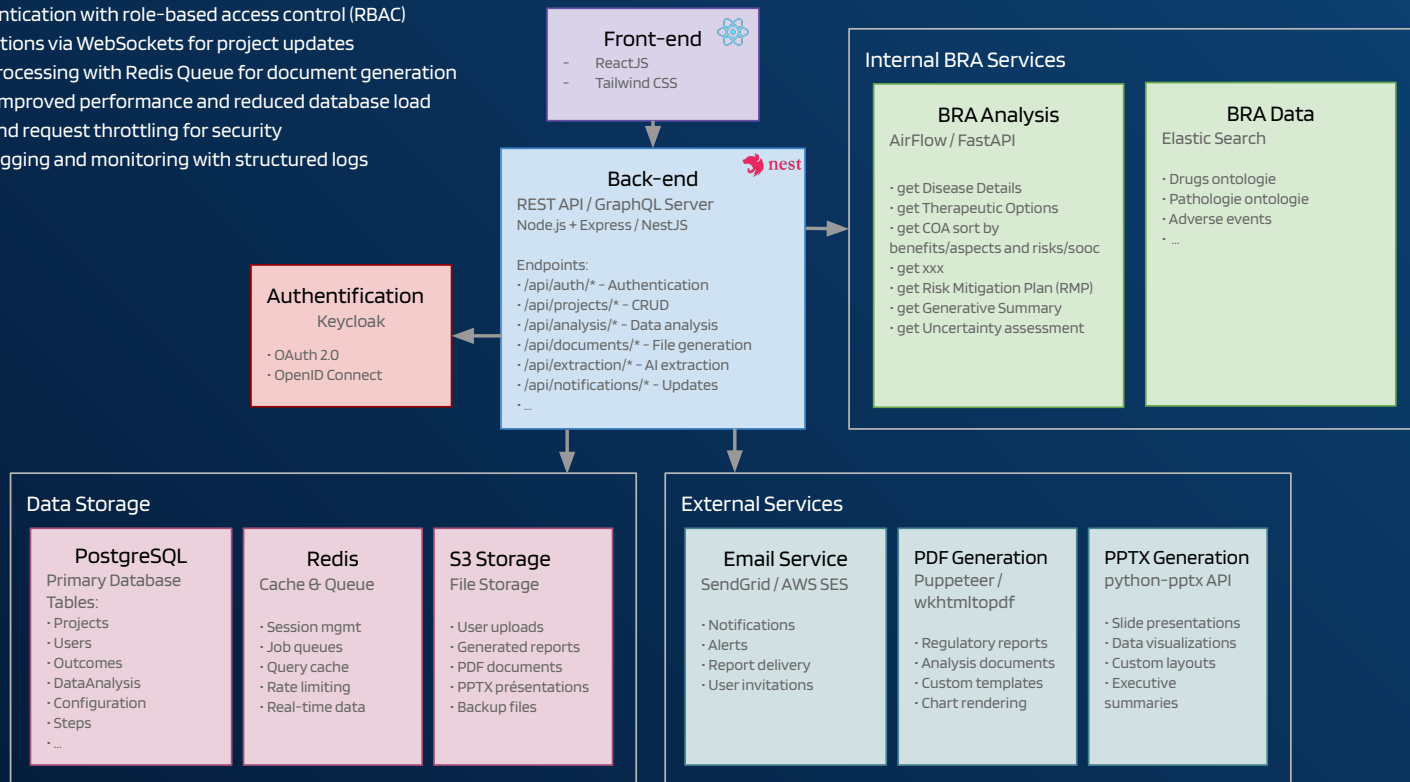 ntication with role-based access control (RBAC)
tions via WebSockets for project updates
rocessing with Redis Queue for document generation
mproved performance and reduced database load
nd request throttling for security
gging and monitoring with structured logs
Front-end
- ReactJS
- Tailwind CSS
nest
Back-end
REST API / GraphQL Server
Node.js + Express / NestJS
Endpoints:
· /api/auth/* - Authentication
· /api/projects/* - CRUD
· /api/analysis/* - Data analysis
· /api/documents/* - File generation
· /api/extraction/* - AI extraction
· /api/notifications/* - Updates
· ...
Authentification
Keycloak
· OAuth 2.0
· OpenID Connect
Internal BRA Services
BRA Analysis
AirFlow / FastAPI
· get Disease Details
· get Therapeutic Options
· get COA sort by
benefits/aspects and risks/sooc
· get xxx
· get Risk Mitigation Plan (RMP)
· get Generative Summary
· get Uncertainty assessment
BRA Data
Elastic Search
· Drugs ontologie
· Pathologie ontologie
· Adverse events
· ...
Data Storage
PostgreSQL
Primary Database
Tables:
· Projects
· Users
· Outcomes
· DataAnalysis
· Configuration
· Steps
· ...
Redis
Cache & Queue
· Session mgmt
· Job queues
· Query cache
· Rate limiting
· Real-time data
S3 Storage
File Storage
· User uploads
· Generated reports
· PDF documents
· PPTX présentations
· Backup files
External Services
Email Service
SendGrid / AWS SES
· Notifications
· Alerts
· Report delivery
· User invitations
PDF Generation
Puppeteer /
wkhtmltopdf
· Regulatory reports
· Analysis documents
· Custom templates
· Chart rendering
PPTX Generation
python-pptx API
· Slide presentations
· Data visualizations
· Custom layouts
· Executive
summaries